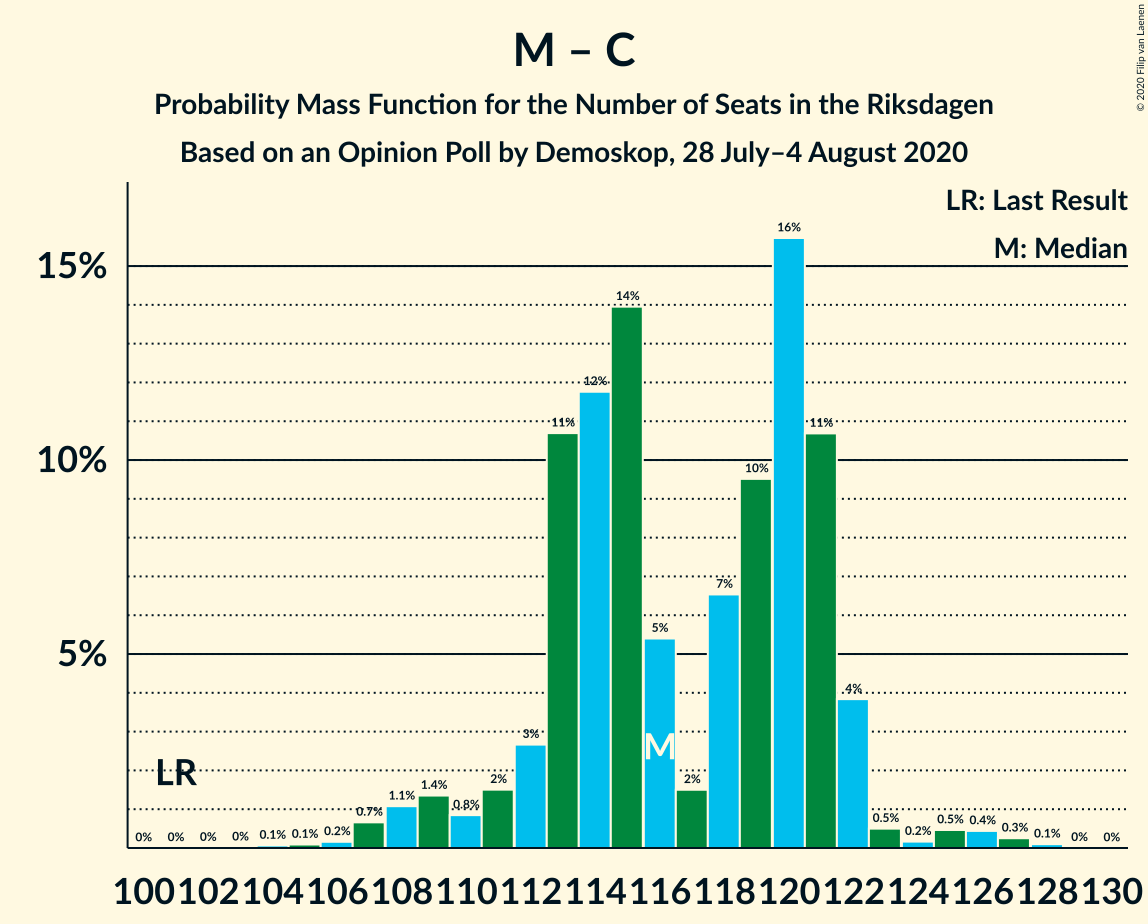 M – C
Probability Mass Function for the Number of Seats in the Riksdagen
Based on an Opinion Poll by Demoskop, 28 July–4 August 2020
© 2020 Filip van Laenen
LR: Last Result
M: Median
15%
10%
5%
0% 0% 0% 0% 0.1% 0.1% 0.2% 0.7% 1.1% 1.4% 0.8% 2% 3% 11% 12% 14% 5% 2% 7% 10% 16% 11% 4% 0.5% 0.2% 0.5% 0.4% 0.3% 0.1% 0% 0%
LR
M
100 102 104 106 108 110 112 114 116 118 120 122 124 126 128 130